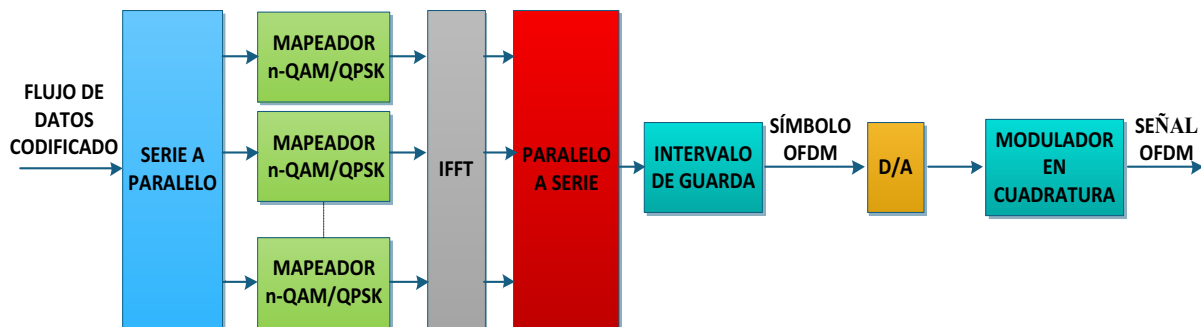 FLUJO DE
DATOS
CODIFICADO
SERIE A
PARALELO
MAPEADOR
n-QAM/QPSK
MAPEADOR
n-QAM/QPSK
MAPEADOR
n-QAM/QPSK
IFFT
PARALELO
A SERIE
INTERVALO
DE GUARDA
SÍMBOLO
OFDM
D/A
MODULADOR
EN
CUADRATURA
SEÑAL
OFDM